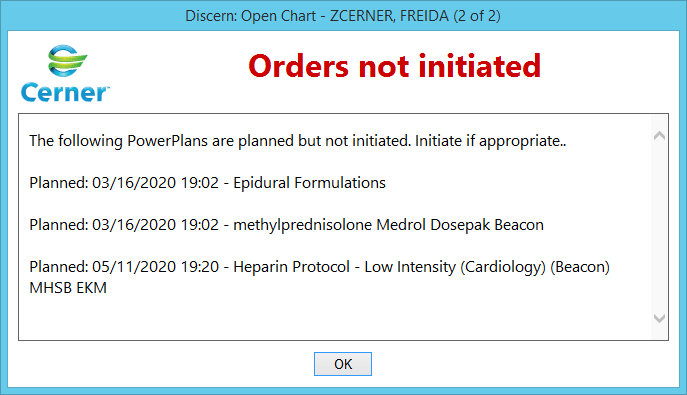 Discern: Open Chart - ZCERNER, FREIDA (2 of 2)
Cerner™
Orders not initiated
The following PowerPlans are planned but not initiated. Initiate if appropriate..
Planned: 03/16/2020 19:02 - Epidural Formulations
Planned: 03/16/2020 19:02 - methylprednisolone Medrol Dosepak Beacon
Planned: 05/11/2020 19:20 - Heparin Protocol - Low Intensity (Cardiology) (Beacon)
MHSB EKM
OK